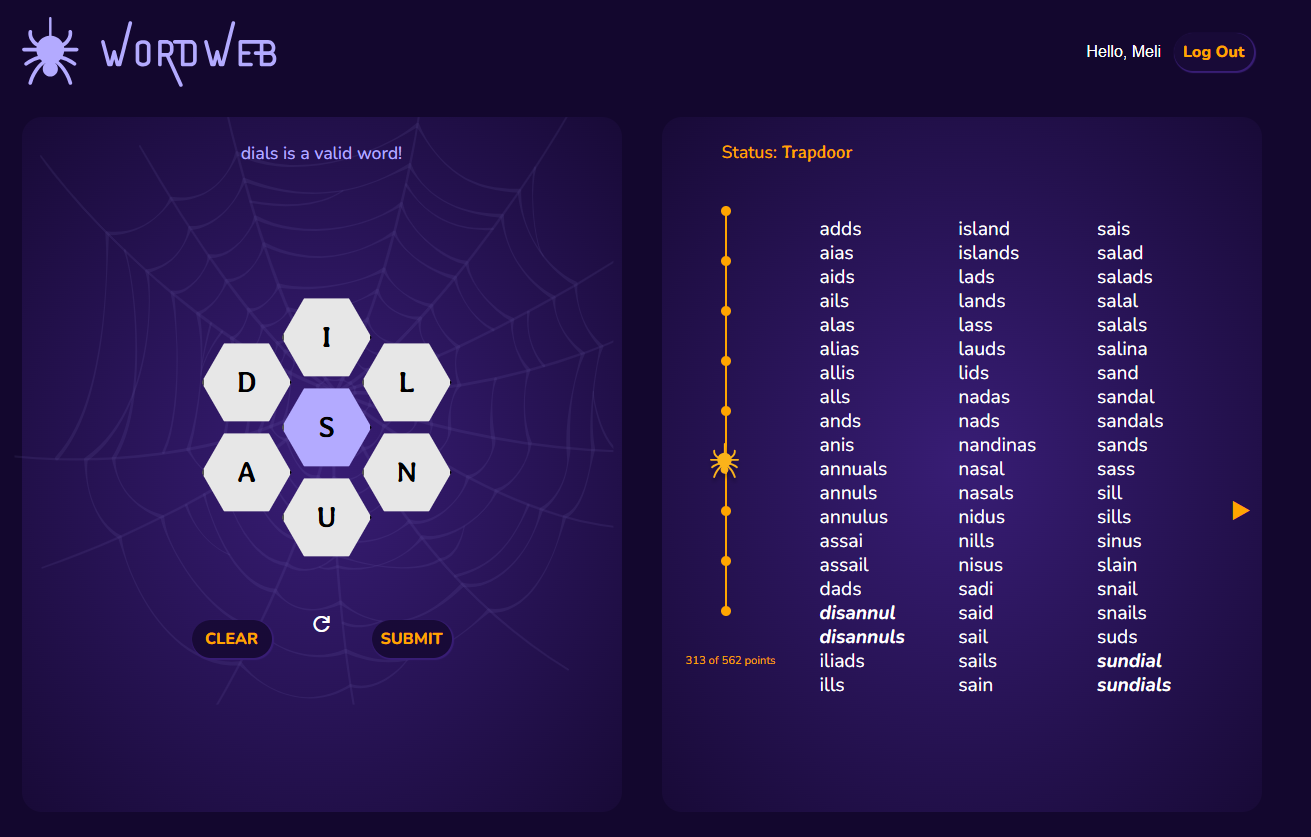 WORDWEB
Hello, Meli
Log Out
dials is a valid word!
I
D
L
S
A
N
U
CLEAR
SUBMIT
Status: Trapdoor
313 of 562 points
adds
aias
aids
ails
alas
alias
allis
alls
ands
anis
annuals
annuls
annulus
assai
assail
dads
disannul
disannuls
iliads
ills
island
islands
lads
lands
lass
lauds
lids
nadas
nads
nandinas
nasal
nasals
nidus
nills
nisus
sadi
said
sail
sails
sain
sais
salad
salads
salal
salals
salina
sand
sandal
sandals
sands
sass
sill
sills
sinus
slain
snail
snails
suds
sundial
sundials